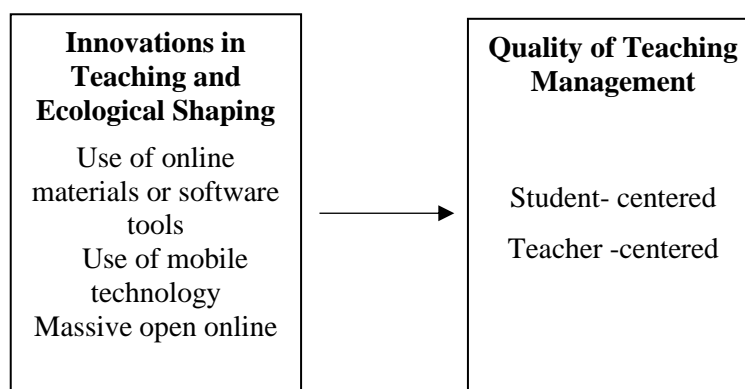 Innovations in
Teaching and
Ecological Shaping
Use of online
materials or software
tools
Use of mobile
technology
Massive open online
Quality of Teaching
Management
Student- centered
Teacher -centered